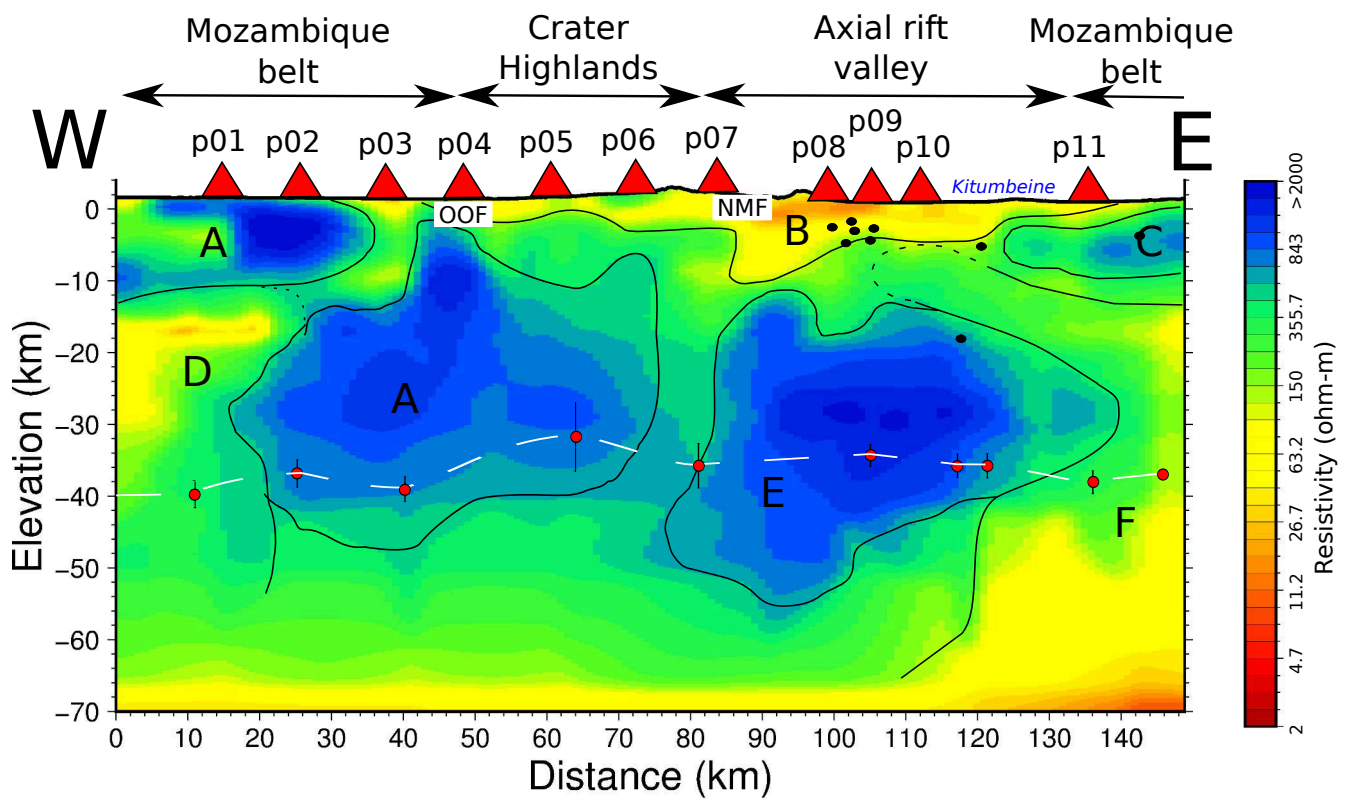 Mozambique
belt
Crater
Highlands
Axial rift
valley
Mozambique
belt
W
E
p01
p02
p03
p04
p05
p06
p07
p08
p09
p10
p11
Kitumbeine
OOF
NMF
A
B
C
D
A
E
F
Elevation (km)
0
−10
−20
−30
−40
−50
−60
−70
0
10
20
30
40
50
60
70
80
90
100
110
120
130
140
Distance (km)
>2000
843
355.7
150
63.2
26.7
11.2
4.7
2
Resistivity (ohm-m)